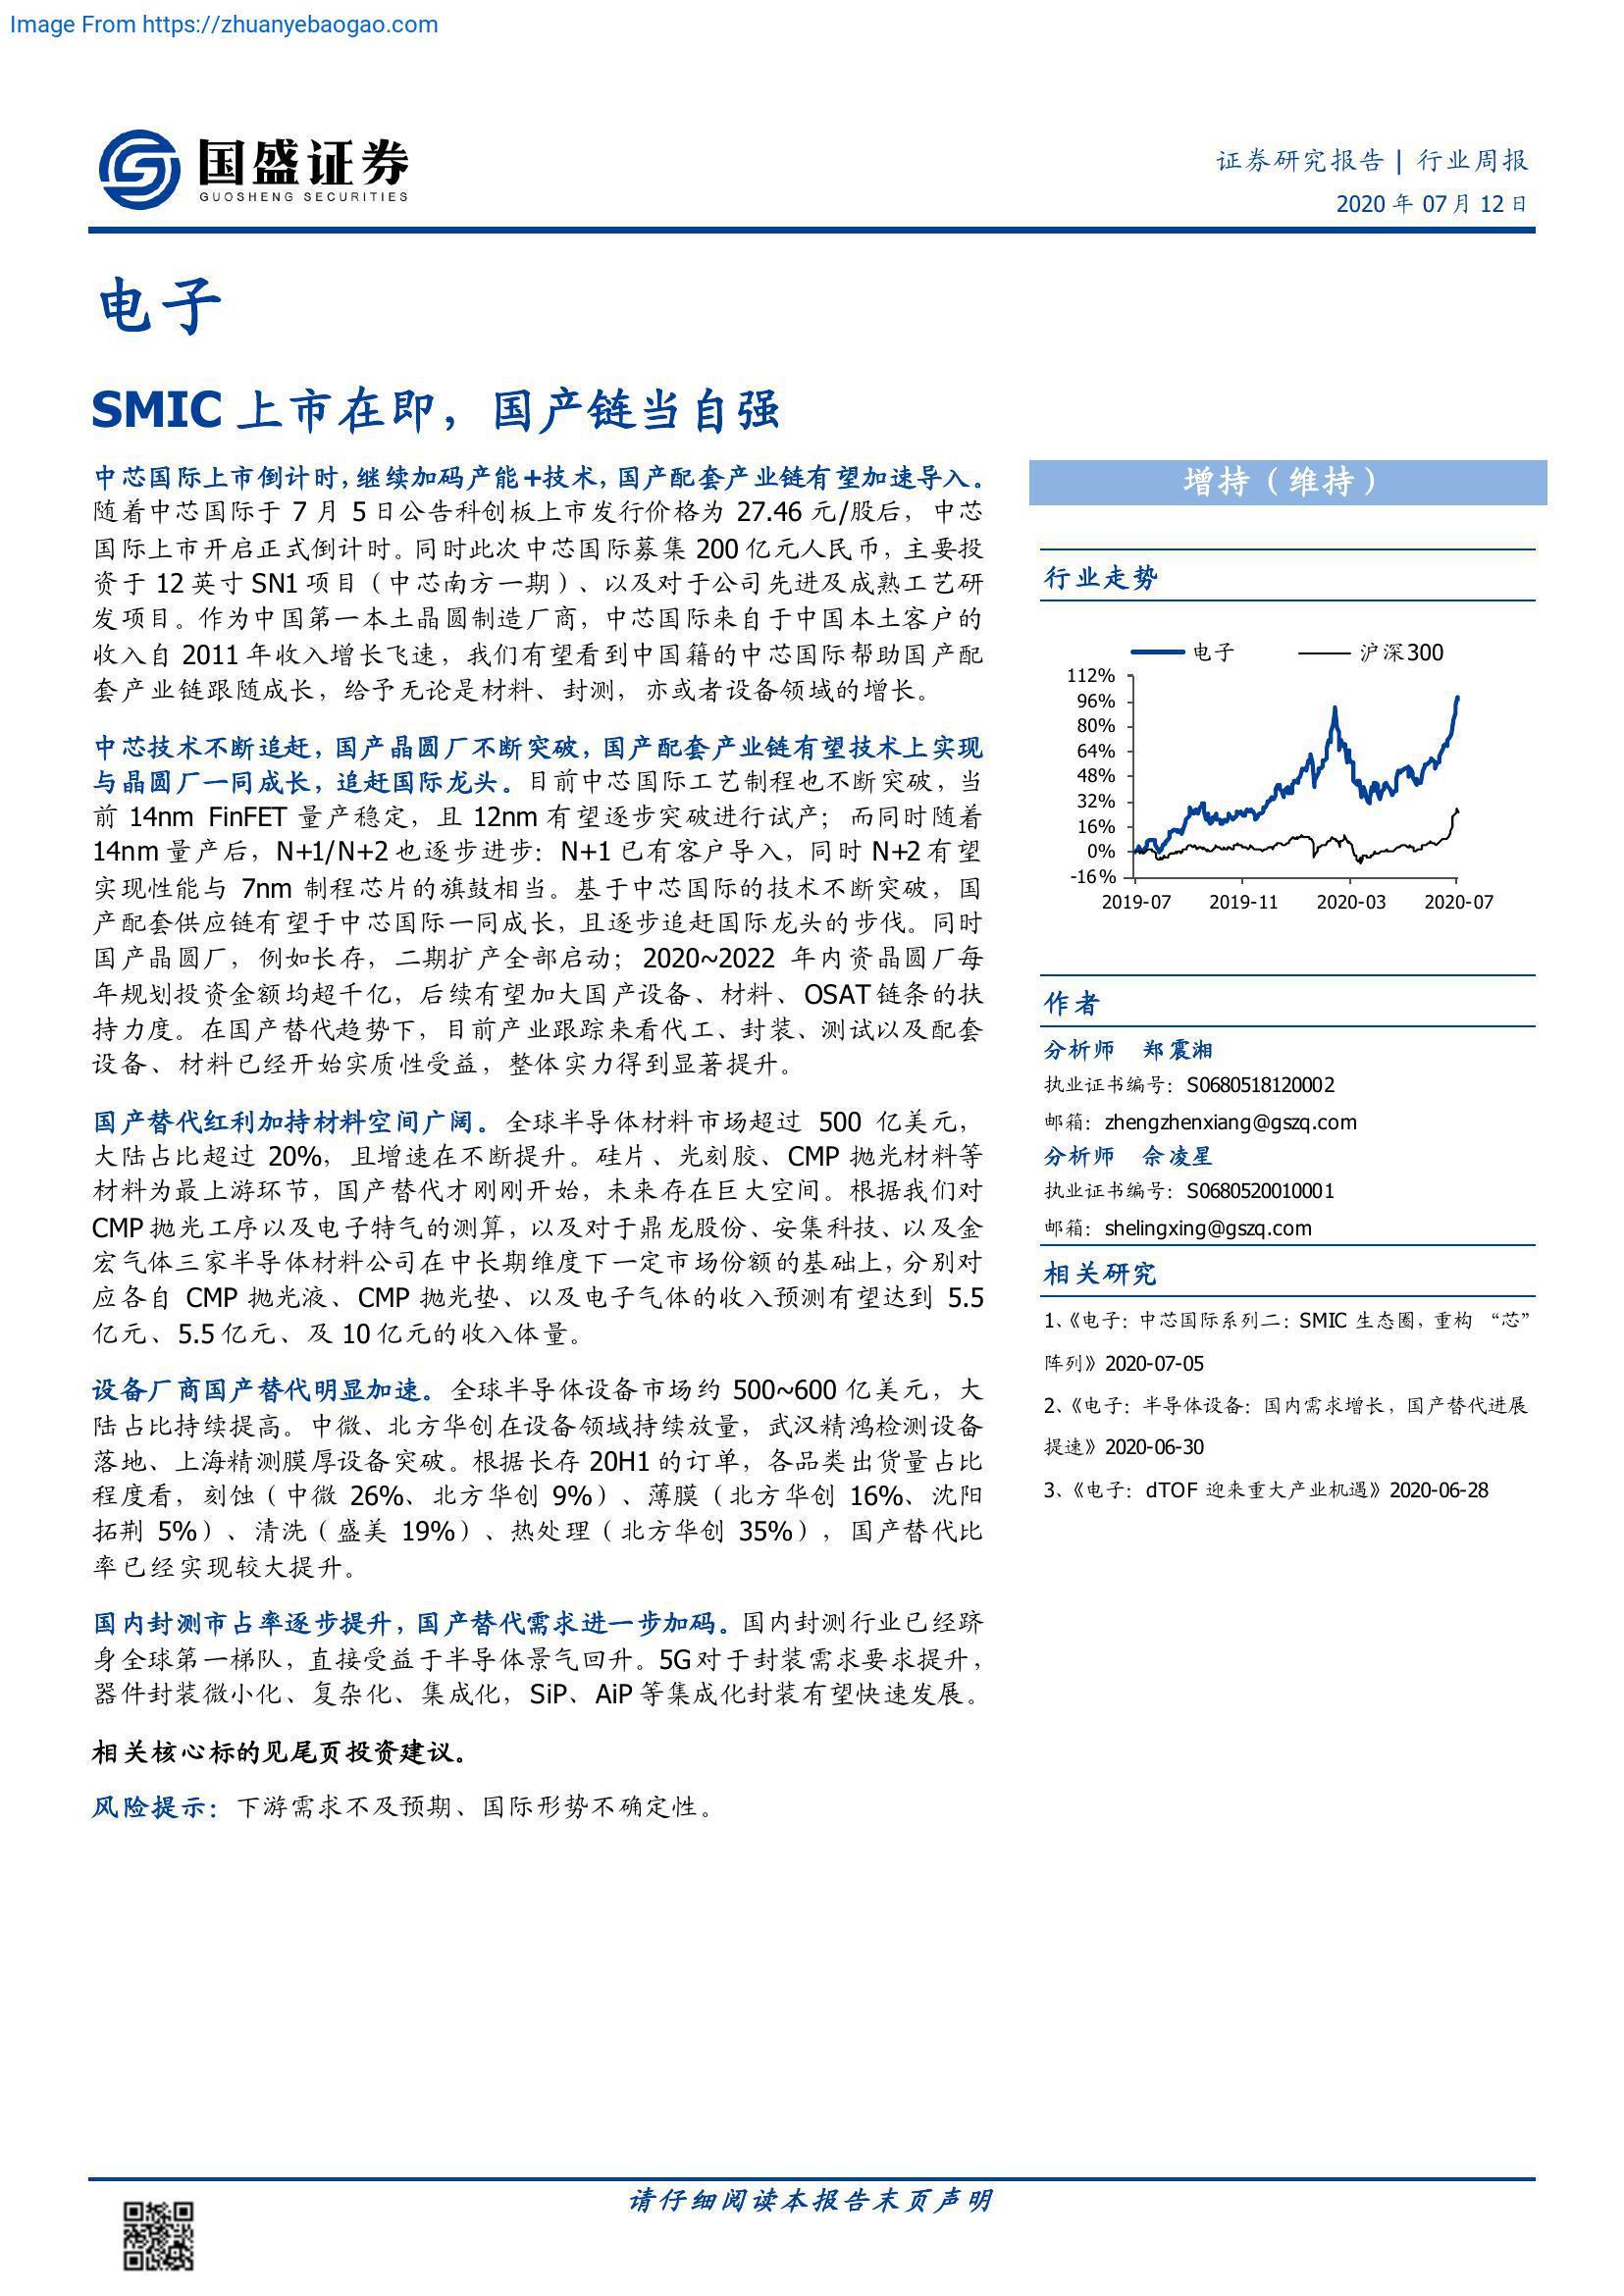 Image From https://zhuanyebaogao.com
国盛证券
GUOSHENG SECURITIES
证券研究报告 | 行业周报
2020 年 07 月 12 日
电子
SMIC 上市在即，国产链当自强
中芯国际上市倒计时，继续加码产能+技术，国产配套产业链有望加速导入。
随着中芯国际于 7 月 5 日公告科创板上市发行价格为 27.46 元/股后，中芯
国际上市开启正式倒计时。同时此次中芯国际募集 200 亿元人民币，主要投
资于 12 英寸 SN1 项目（中芯南方一期）、以及对于公司先进及成熟工艺研
发项目。作为中国第一本土晶圆制造厂商，中芯国际来自于中国本土客户的
收入自 2011 年收入增长飞速，我们有望看到中国籍的中芯国际帮助国产配
套产业链跟随成长，给予无论是材料、封测，亦或者设备领域的增长。
中芯技术不断追赶，国产晶圆厂不断突破，国产配套产业链有望技术上实现
与晶圆厂一同成长，追赶国际龙头。目前中芯国际工艺制程也不断突破，当
前 14nm FinFET 量产稳定，且 12nm 有望逐步突破进行试产；而同时随着
14nm 量产后，N+1/N+2 也逐步进步：N+1 已有客户导入，同时 N+2 有望
实现性能与 7nm 制程芯片的旗鼓相当。基于中芯国际的技术不断突破，国
产配套供应链有望于中芯国际一同成长，且逐步追赶国际龙头的步伐。同时
国产晶圆厂，例如长存，二期扩产全部启动；2020~2022 年内资晶圆厂每
年规划投资金额均超千亿，后续有望加大国产设备、材料、OSAT 链条的扶
持力度。在国产替代趋势下，目前产业跟踪来看代工、封装、测试以及配套
设备、材料已经开始实质性受益，整体实力得到显著提升。
国产替代红利加持材料空间广阔。全球半导体材料市场超过 500 亿美元，
大陆占比超过 20%，且增速在不断提升。硅片、光刻胶、CMP 抛光材料等
材料为最上游环节，国产替代才刚刚开始，未来存在巨大空间。根据我们对
CMP 抛光工序以及电子特气的测算，以及对于鼎龙股份、安集科技、以及金
宏气体三家半导体材料公司在中长期维度下一定市场份额的基础上，分别对
应各自 CMP 抛光液、CMP 抛光垫、以及电子气体的收入预测有望达到 5.5
亿元、5.5 亿元、及 10 亿元的收入体量。
设备厂商国产替代明显加速。全球半导体设备市场约 500~600 亿美元，大
陆占比持续提高。中微、北方华创在设备领域持续放量，武汉精鸿检测设备
落地、上海精测膜厚设备突破。根据长存 20H1 的订单，各品类出货量占比
程度看，刻蚀（中微 26%、北方华创 9%）、薄膜（北方华创 16%、沈阳
拓荆 5%）、清洗（盛美 19%）、热处理（北方华创 35%），国产替代比
率已经实现较大提升。
国内封测市占率逐步提升，国产替代需求进一步加码。国内封测行业已经跻
身全球第一梯队，直接受益于半导体景气回升。5G 对于封装需求要求提升，
器件封装微小化、复杂化、集成化，SiP、AiP 等集成化封装有望快速发展。
相关核心标的见尾页投资建议。
风险提示：下游需求不及预期、国际形势不确定性。
增持（维持）
行业走势
电子 沪深300
112%
96%
80%
64%
48%
32%
16%
0%
-16%
2019-07 2019-11 2020-03 2020-07
作者
分析师 郑震湘
执业证书编号：S0680518120002
邮箱：zhengzhenxiang@gszq.com
分析师 佘凌星
执业证书编号：S0680520010001
邮箱：shelingxing@gszq.com
相关研究
1、《电子：中芯国际系列二：SMIC 生态圈，重构 “芯”
阵列》2020-07-05
2、《电子：半导体设备：国内需求增长，国产替代进展
提速》2020-06-30
3、《电子：dTOF 迎来重大产业机遇》2020-06-28
请仔细阅读本报告末页声明